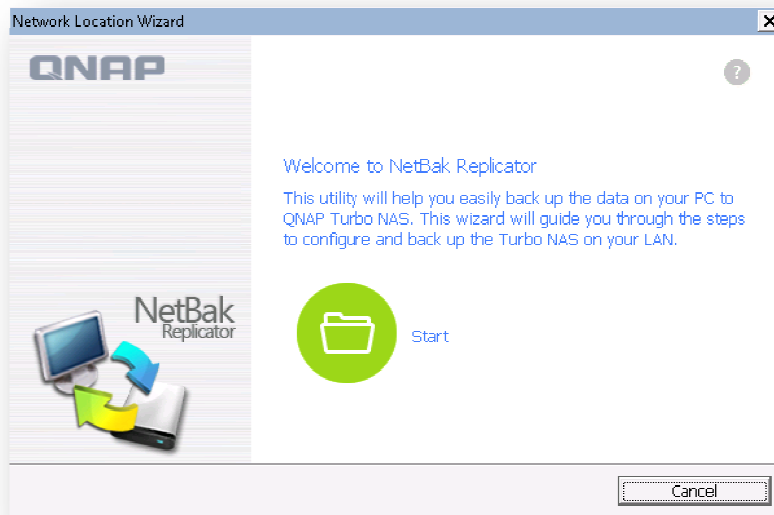 Network Location Wizard
QNAP
?
Welcome to NetBak Replicator
This utility will help you easily back up the data on your PC to
QNAP Turbo NAS. This wizard will guide you through the steps
to configure and back up the Turbo NAS on your LAN.
NetBak
Replicator
Start
Cancel